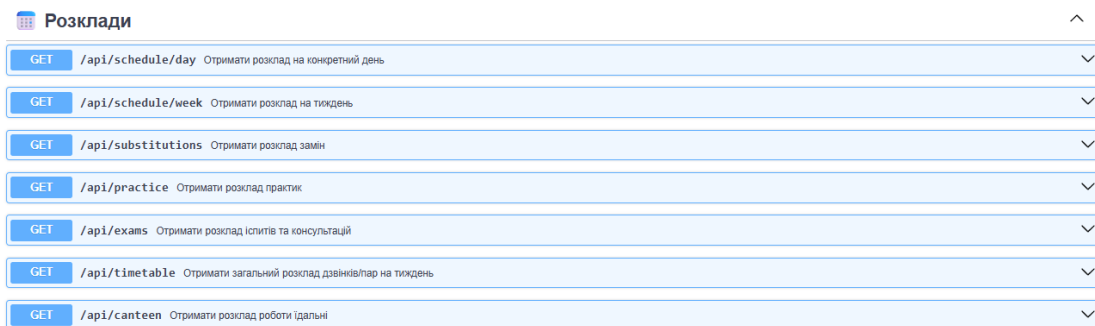 Розклади
GET /api/schedule/day Отримати розклад на конкретний день
GET /api/schedule/week Отримати розклад на тиждень
GET /api/substitutions Отримати розклад замін
GET /api/practice Отримати розклад практик
GET /api/exams Отримати розклад іспитів та консультацій
GET /api/timetable Отримати загальний розклад дзвінків/пар на тиждень
GET /api/canteen Отримати розклад роботи їдальні